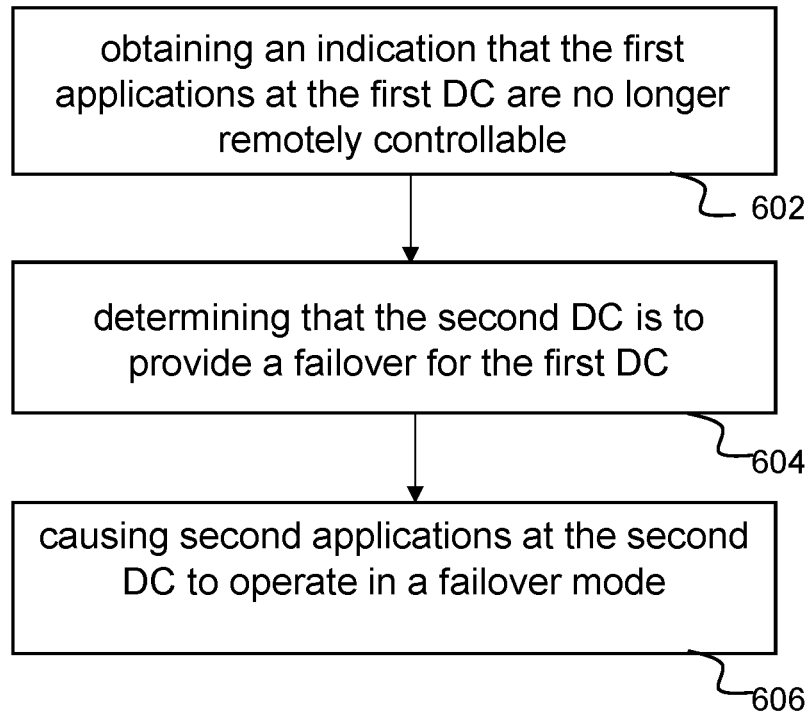 obtaining an indication that the first
applications at the first DC are no longer
remotely controllable
602
determining that the second DC is to
provide a failover for the first DC
604
causing second applications at the second
DC to operate in a failover mode
606